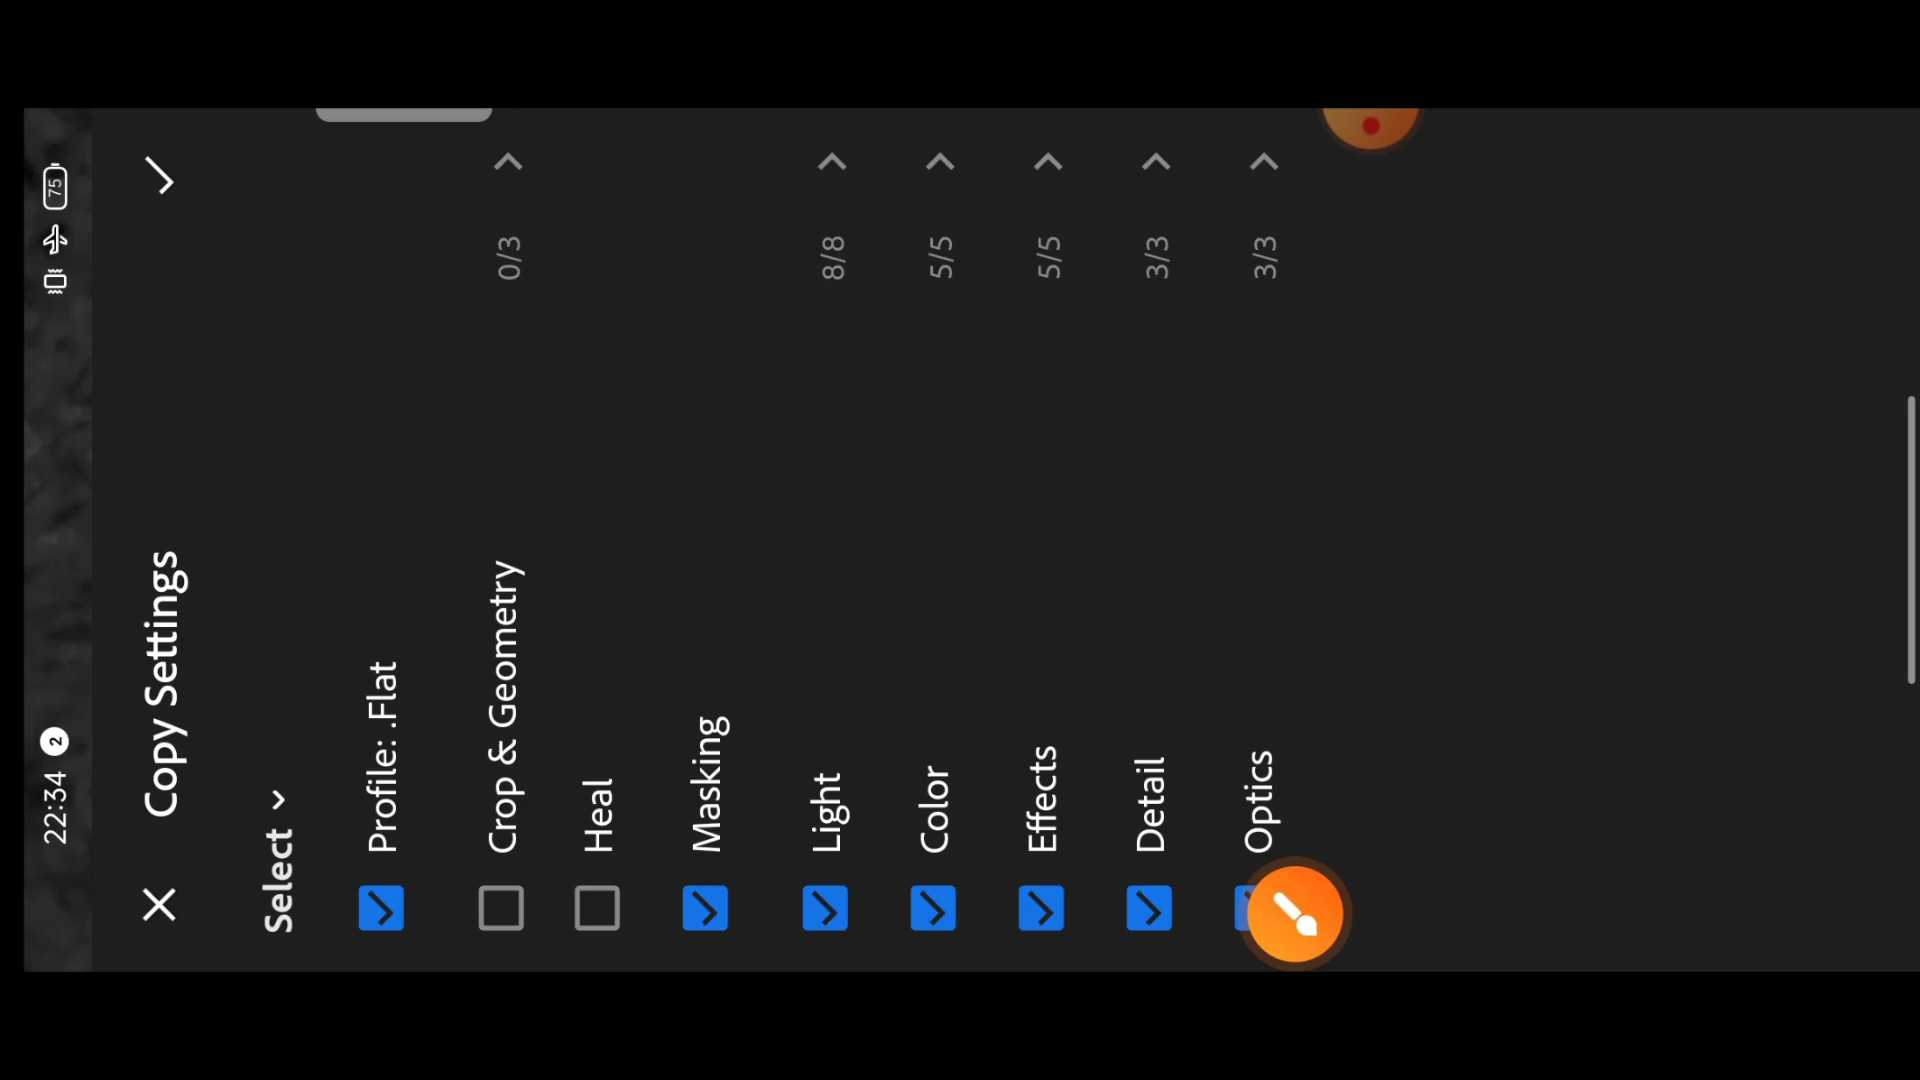 22:34 2 75
Copy Settings
Select
Profile: .Flat
Crop & Geometry 0/3
Heal
Masking
Light 8/8
Color 5/5
Effects 5/5
Detail 3/3
Optics 3/3